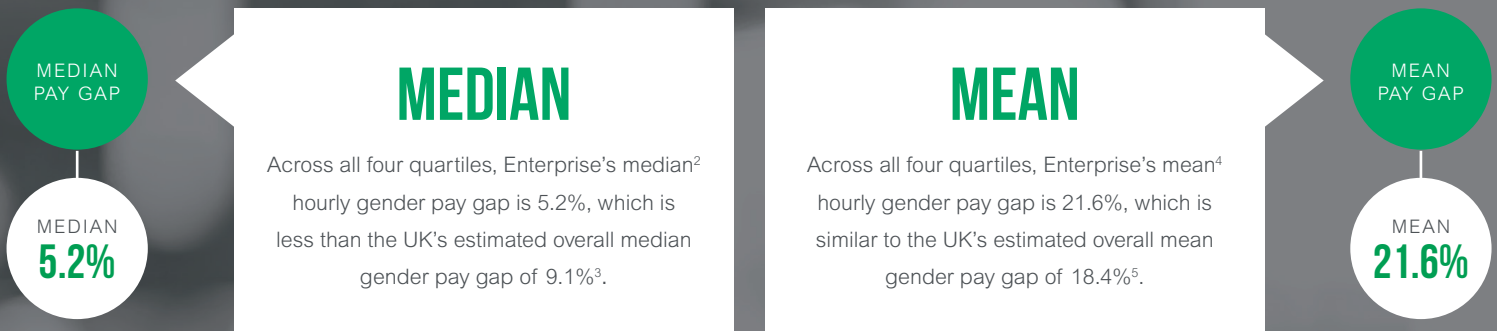 MEDIAN
PAY GAP
MEDIAN
5.2%
MEDIAN
Across all four quartiles, Enterprise’s median²
hourly gender pay gap is 5.2%, which is
less than the UK’s estimated overall median
gender pay gap of 9.1%³.
MEAN
Across all four quartiles, Enterprise’s mean⁴
hourly gender pay gap is 21.6%, which is
similar to the UK’s estimated overall mean
gender pay gap of 18.4%⁵.
MEAN
PAY GAP
MEAN
21.6%